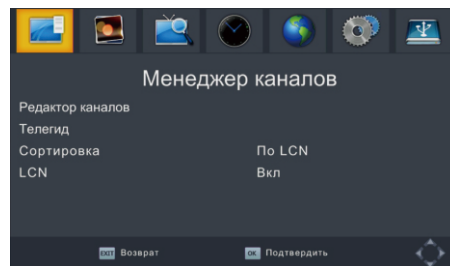 Менеджер каналов
Редактор каналов
Телегид
Сортировка По LCN
LCN Вкл
EXIT Возврат OK Подтвердить